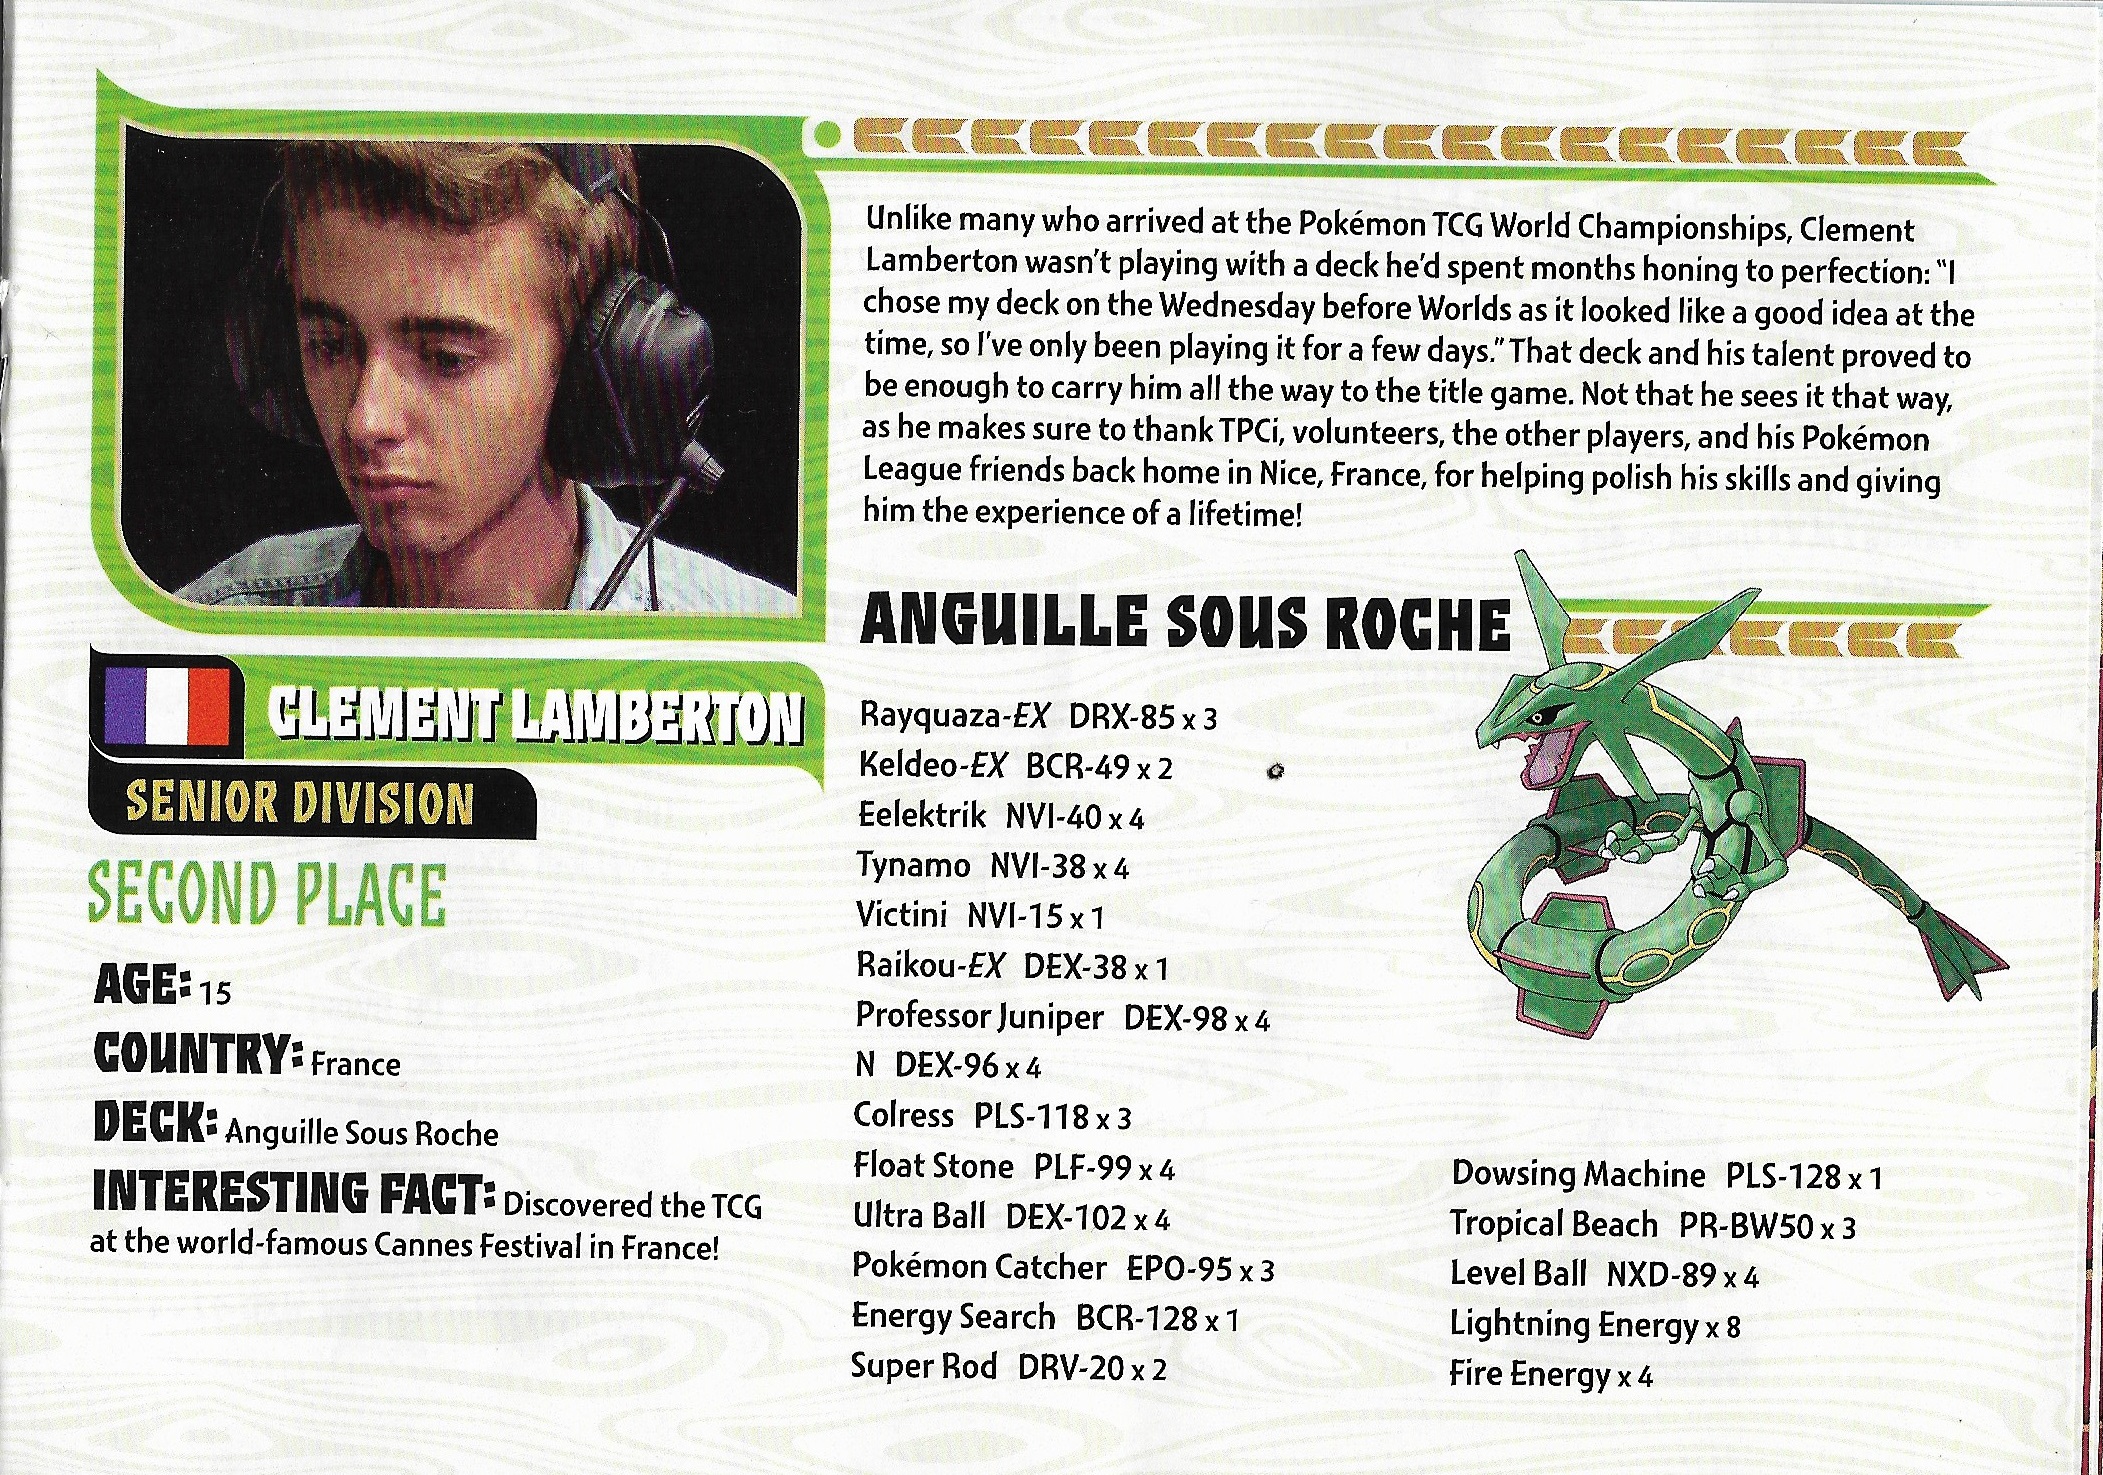 Unlike many who arrived at the Pokémon TCG World Championships, Clement
Lamberton wasn't playing with a deck he'd spent months honing to perfection: "I
chose my deck on the Wednesday before Worlds as it looked like a good idea at the
time, so I've only been playing it for a few days." That deck and his talent proved to
be enough to carry him all the way to the title game. Not that he sees it that way,
as he makes sure to thank TPCi, volunteers, the other players, and his Pokémon
League friends back home in Nice, France, for helping polish his skills and giving
him the experience of a lifetime!
CLEMENT LAMBERTON
SENIOR DIVISION
SECOND PLACE
AGE: 15
COUNTRY: France
DECK: Anguille Sous Roche
INTERESTING FACT: Discovered the TCG
at the world-famous Cannes Festival in France!
ANGUILLE SOUS ROCHE
Rayquaza-EX DRX-85 x 3
Keldeo-EX BCR-49 x 2
Eelektrik NVI-40 x 4
Tynamo NVI-38 x 4
Victini NVI-15 x 1
Raikou-EX DEX-38 x 1
Professor Juniper DEX-98 x 4
N DEX-96 x 4
Colress PLS-118 x 3
Float Stone PLF-99 x 4
Ultra Ball DEX-102 x 4
Pokémon Catcher EPO-95 x 3
Energy Search BCR-128 x 1
Super Rod DRV-20 x 2
Dowsing Machine PLS-128 x 1
Tropical Beach PR-BW50 x 3
Level Ball NXD-89 x 4
Lightning Energy x 8
Fire Energy x 4